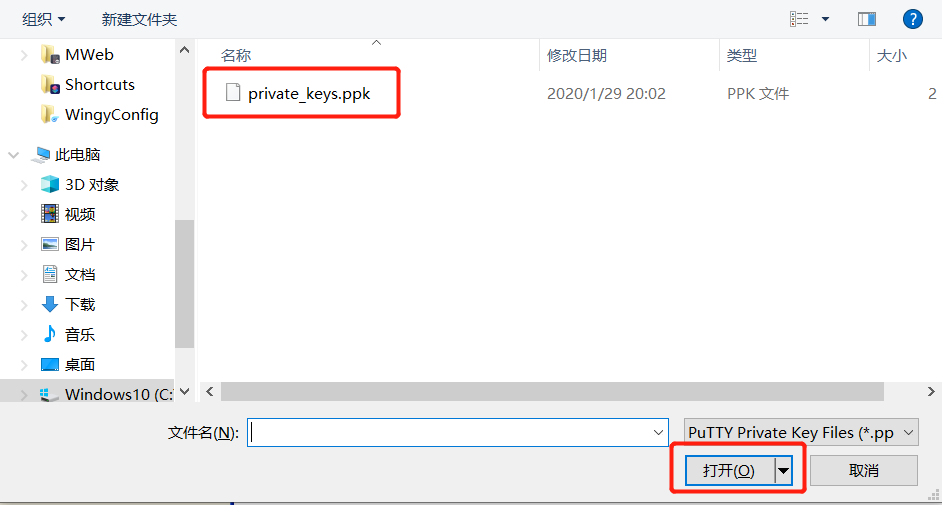 组织 新建文件夹
MWeb
Shortcuts
WingyConfig
此电脑
3D 对象
视频
图片
文档
下载
音乐
桌面
Windows10 (C:
名称 修改日期 类型 大小
private_keys.ppk 2020/1/29 20:02 PPK 文件 2
文件名(N): PuTTY Private Key Files (*.pp
打开(O) 取消